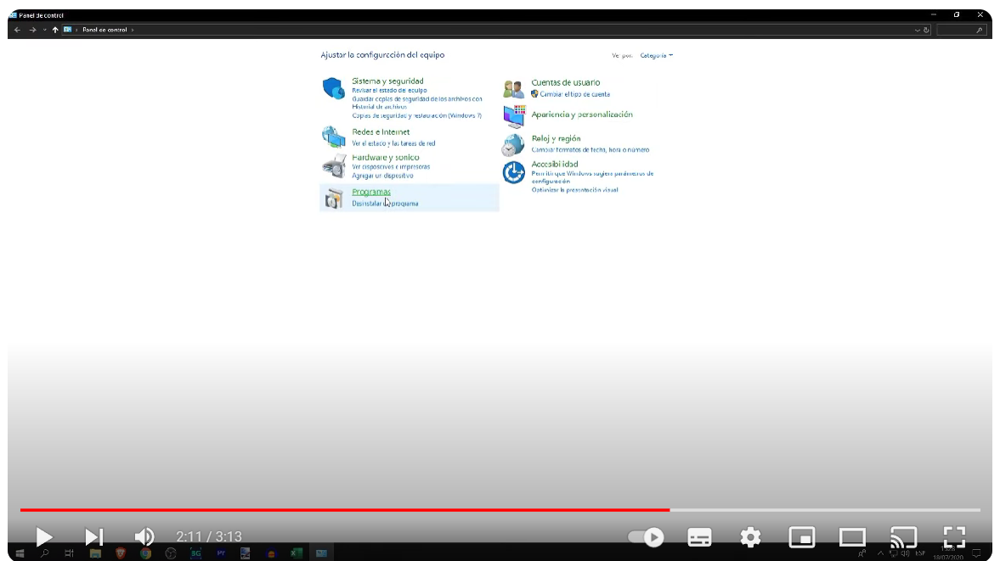 Panel de control
Panel de control
Ajustar la configuración del equipo
Ver por: Categoría
Sistema y seguridad
Revisar el estado del equipo
Guardar copias de seguridad de los archivos con
Historial de archivos
Copias de seguridad y restauración (Windows 7)
Redes e Internet
Ver el estado y las tareas de red
Hardware y sonido
Ver dispositivos e impresoras
Agregar un dispositivo
Programas
Desinstalar programa
Cuentas de usuario
Cambiar el tipo de cuenta
Apariencia y personalización
Reloj y región
Cambiar formatos de fecha, hora o número
Accesibilidad
Permitir que Windows sugiera parámetros de
configuración
Optimizar la presentación visual
2:11 / 3:13
SG
Pr
ESP
18/07/2020